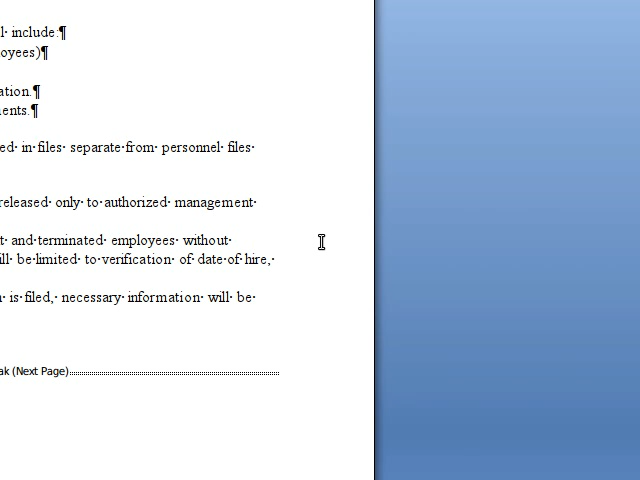 l include:¶
oyees)¶
ation.¶
ents.¶
ed in files separate from personnel files
released only to authorized management
t and terminated employees without
ill be limited to verification of date of hire,
is filed, necessary information will be
ak (Next Page)